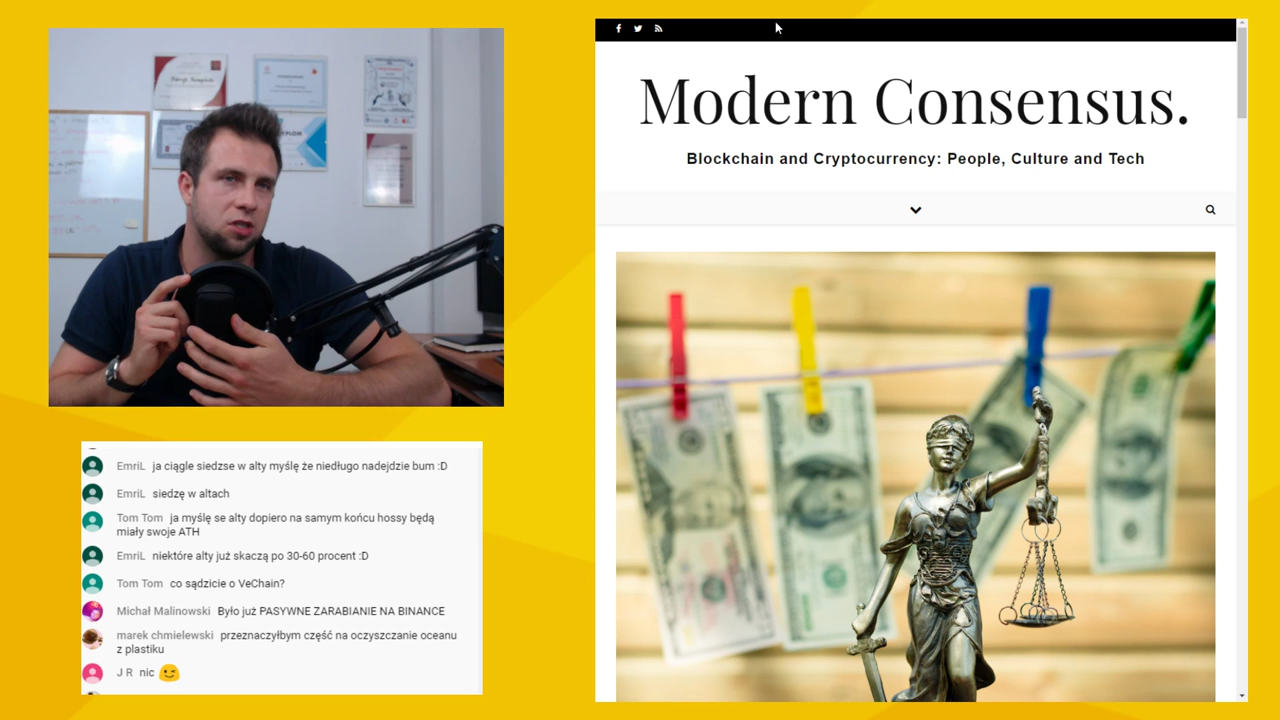 Modern Consensus.
Blockchain and Cryptocurrency: People, Culture and Tech
EmriL ja ciągle siedzse w alty myślę że niedługo nadejdzie bum :D
EmriL siedzę w altach
Tom Tom ja myślę se alty dopiero na samym końcu hossy będą
miały swoje ATH
EmriL niektóre alty już skaczą po 30-60 procent :D
Tom Tom co sądzicie o VeChain?
Michał Malinowski Było już PASYWNE ZARABIANIE NA BINANCE
marek chmielewski przeznaczyłbym część na oczyszczanie oceanu
z plastiku
J R nic 😉